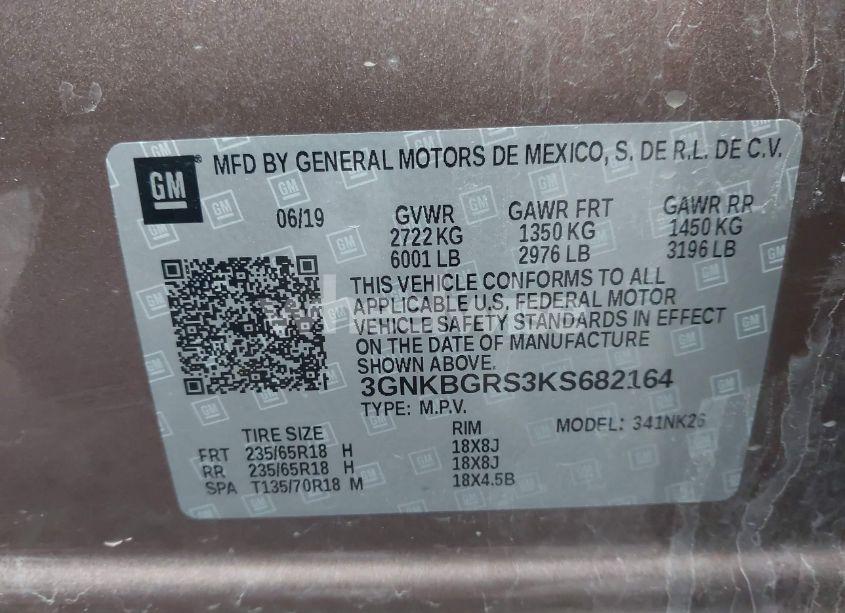 GM
MFD BY GENERAL MOTORS DE MEXICO, S. DE R.L. DE C.V.
06/19 GVWR GAWR FRT GAWR RR
2722 KG 1350 KG 1450 KG
6001 LB 2976 LB 3196 LB
THIS VEHICLE CONFORMS TO ALL
APPLICABLE U.S. FEDERAL MOTOR
VEHICLE SAFETY STANDARDS IN EFFECT
ON THE DATE OF MANUFACTURE
SHOWN ABOVE.
3GNKBGRS3KS682164
TYPE: M.P.V. MODEL: 341NK26
TIRE SIZE RIM
FRT 235/65R18 H 18X8J
RR 235/65R18 H 18X8J
SPA T135/70R18 M 18X4.5B